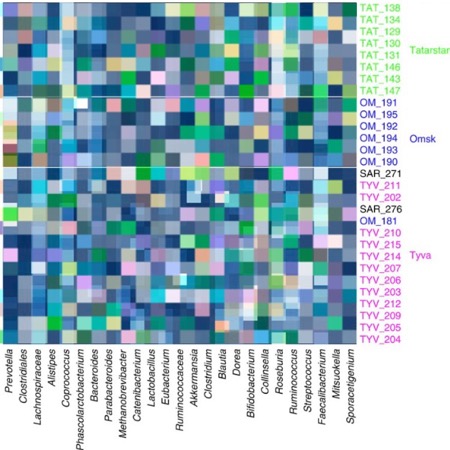 TAT_138
TAT_134
TAT_129
TAT_130
TAT_131
TAT_146
TAT_143
TAT_147
Tatarstar
OM_191
OM_195
OM_192
OM_194
OM_193
OM_190
Omsk
SAR_271
TYV_211
TYV_202
SAR_276
OM_181
TYV_210
TYV_215
TYV_214
TYV_207
TYV_206
TYV_203
TYV_212
TYV_209
TYV_205
TYV_204
Tyva
Prevotella
Clostridiales
Lachnospiraceae
Alistipes
Coprococcus
Phascolarctobacterium
Bacteroides
Parabacteroides
Methanobrevibacter
Catenibacterium
Lactobacillus
Eubacterium
Ruminococcaceae
Akkermansia
Clostridium
Blautia
Dorea
Bifidobacterium
Collinsella
Roseburia
Ruminococcus
Streptococcus
Faecalibacterium
Mitsuokella
Sporacetigenium